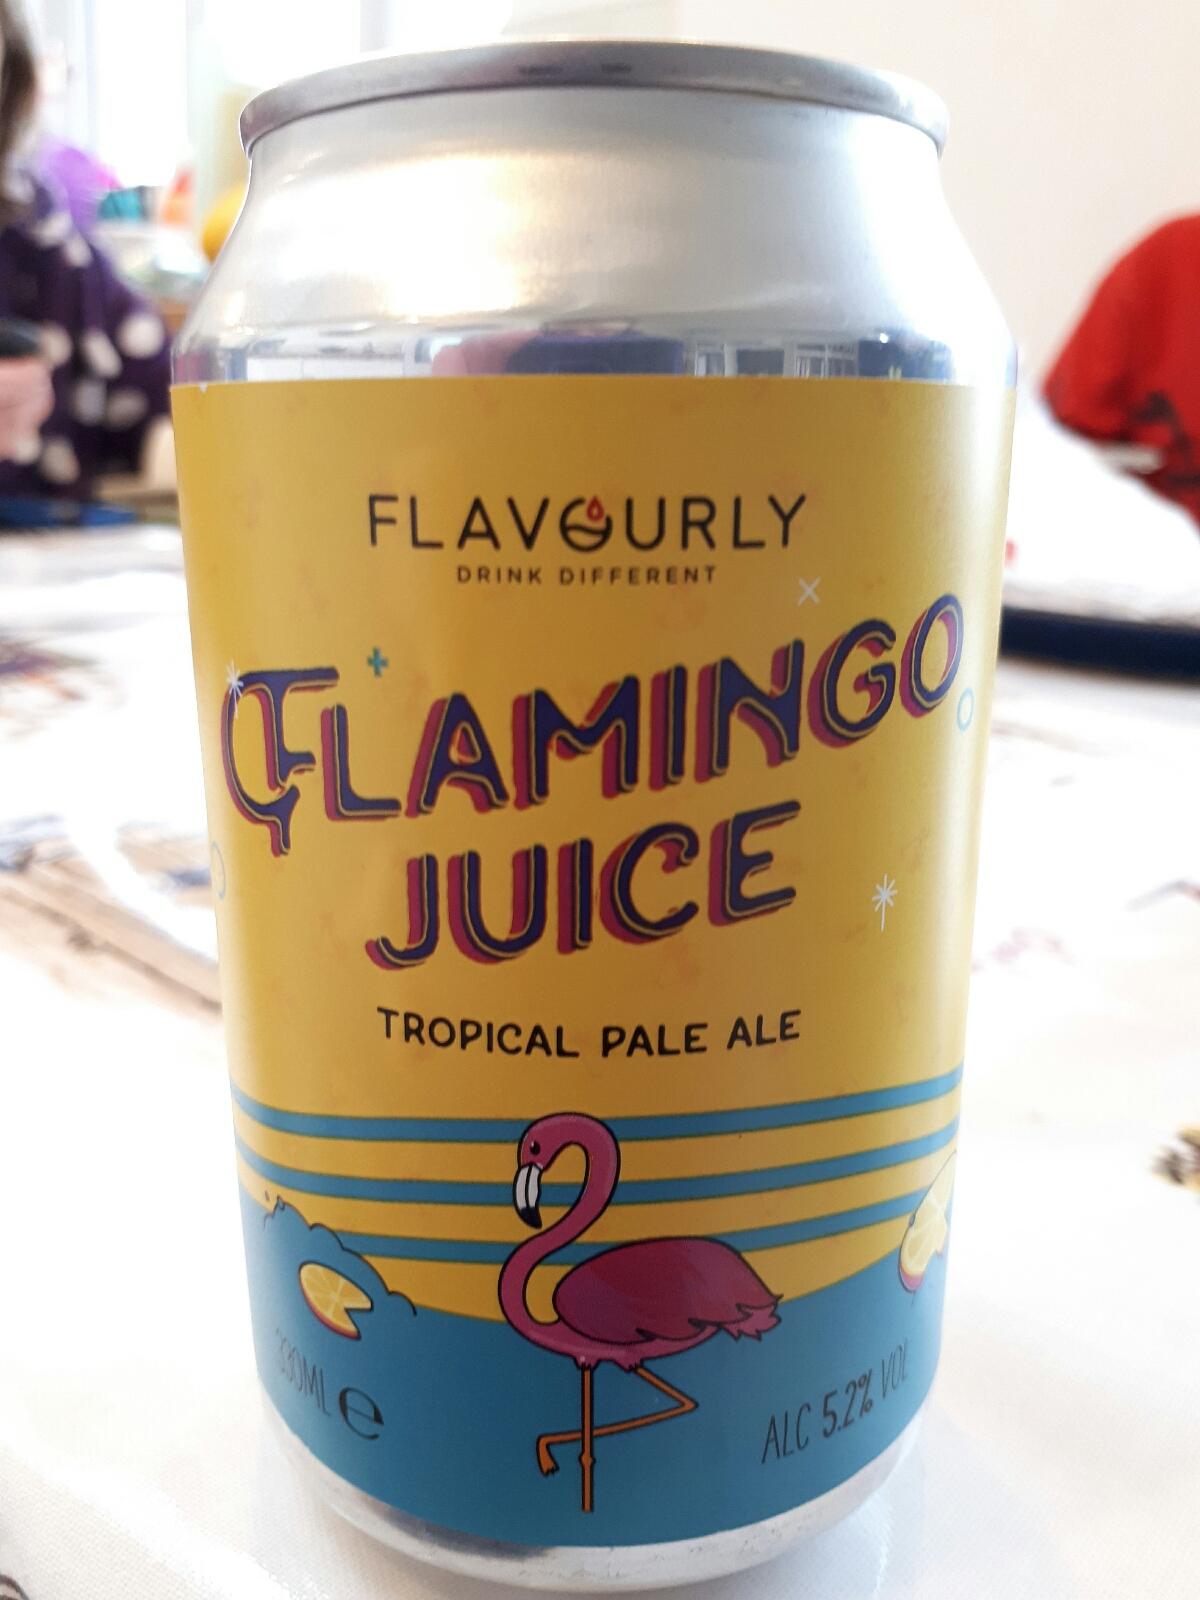 FLAVOURLY
DRINK DIFFERENT
FLAMINGO
JUICE
TROPICAL PALE ALE
330ML e
ALC 5.2% VOL